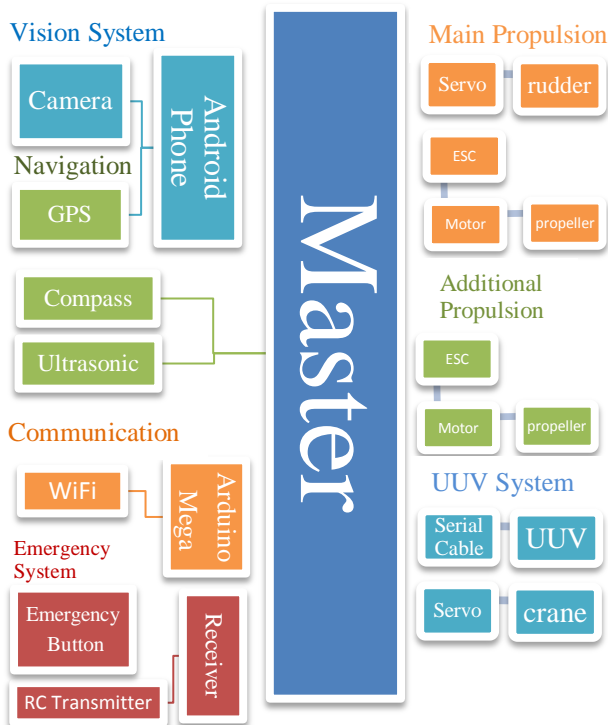 Vision System
Camera
Android
Phone
Navigation
GPS
Compass
Ultrasonic
Communication
WiFi
Arduino
Mega
Emergency
System
Emergency
Button
RC Transmitter
Receiver
Master
Main Propulsion
Servo
rudder
ESC
Motor
propeller
Additional
Propulsion
ESC
Motor
propeller
UUV System
Serial
Cable
UUV
Servo
crane